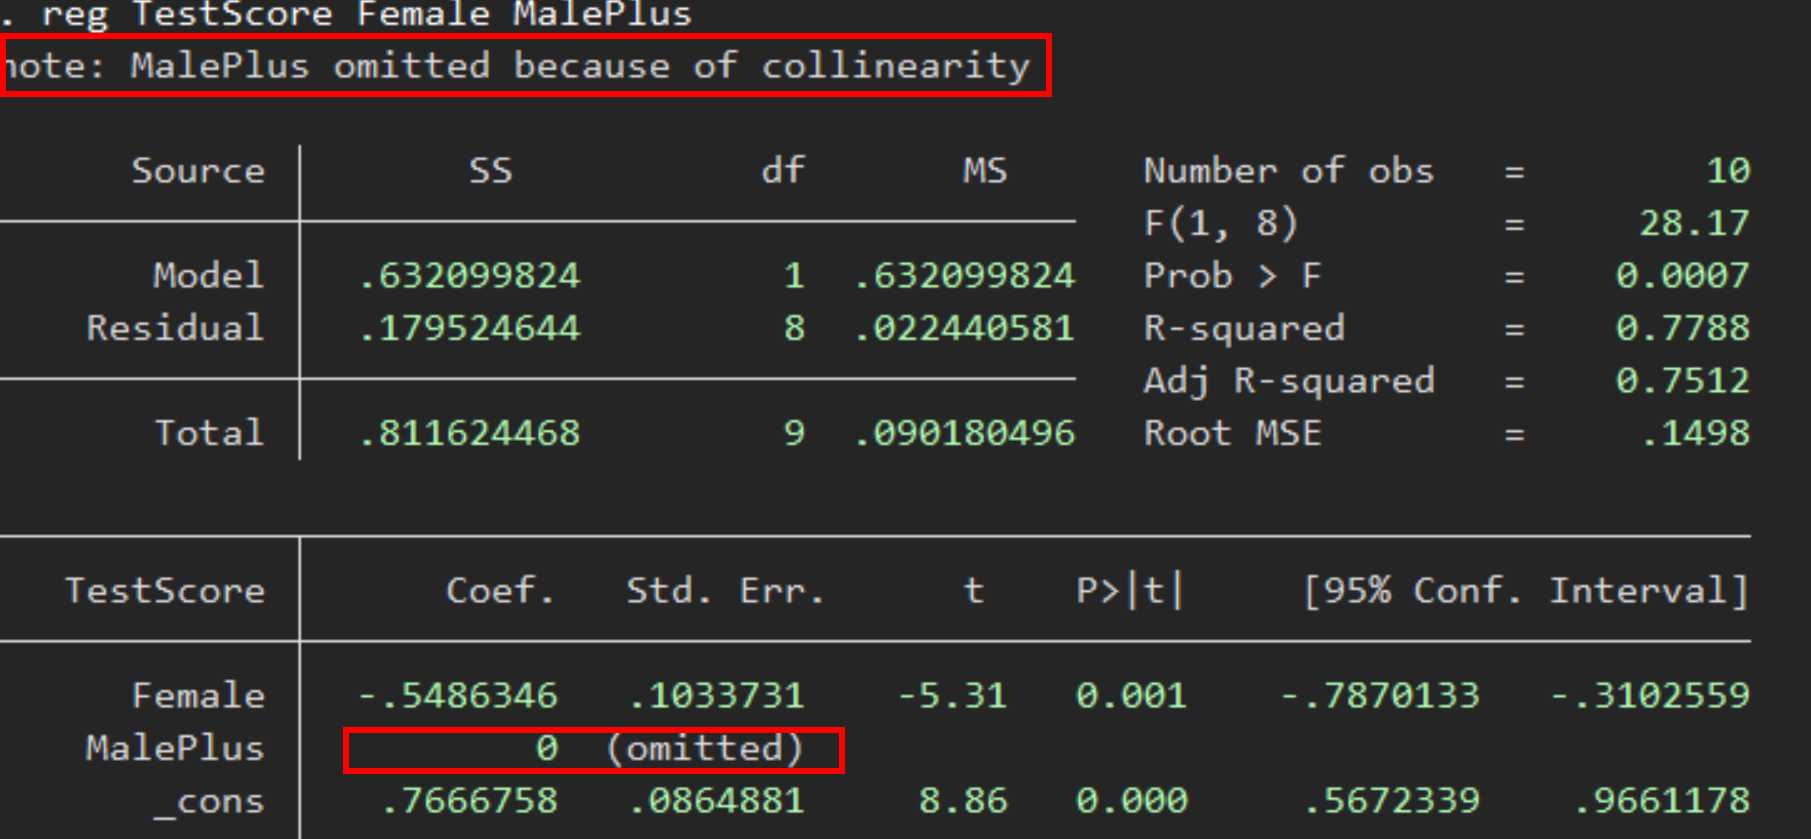 . reg TestScore Female MalePlus
note: MalePlus omitted because of collinearity
Source SS df MS Number of obs = 10
F(1, 8) = 28.17
Model .632099824 1 .632099824 Prob > F = 0.0007
Residual .179524644 8 .022440581 R-squared = 0.7788
Adj R-squared = 0.7512
Total .811624468 9 .090180496 Root MSE = .1498
TestScore Coef. Std. Err. t P>|t| [95% Conf. Interval]
Female -.5486346 .1033731 -5.31 0.001 -.7870133 -.3102559
MalePlus 0 (omitted)
_cons .7666758 .0864881 8.86 0.000 .5672339 .9661178